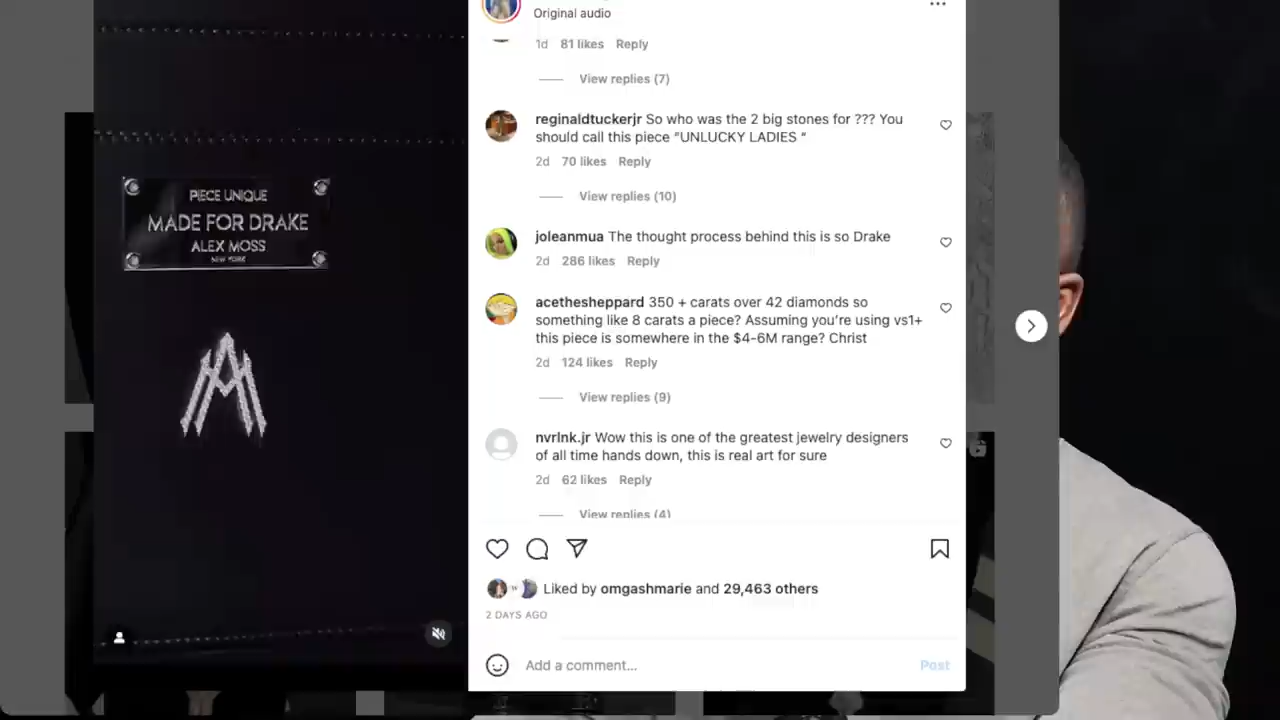 PIECE UNIQUE
MADE FOR DRAKE
ALEX MOSS
NEW YORK
Original audio
1d 81 likes Reply
View replies (7)
reginaldtuckerjr So who was the 2 big stones for ??? You
should call this piece “UNLUCKY LADIES “
2d 70 likes Reply
View replies (10)
joleanmua The thought process behind this is so Drake
2d 286 likes Reply
acethesheppard 350 + carats over 42 diamonds so
something like 8 carats a piece? Assuming you’re using vs1+
this piece is somewhere in the $4-6M range? Christ
2d 124 likes Reply
View replies (9)
nvrlnk.jr Wow this is one of the greatest jewelry designers
of all time hands down, this is real art for sure
2d 62 likes Reply
View replies (4)
Liked by omgashmarie and 29,463 others
2 DAYS AGO
Add a comment...
Post